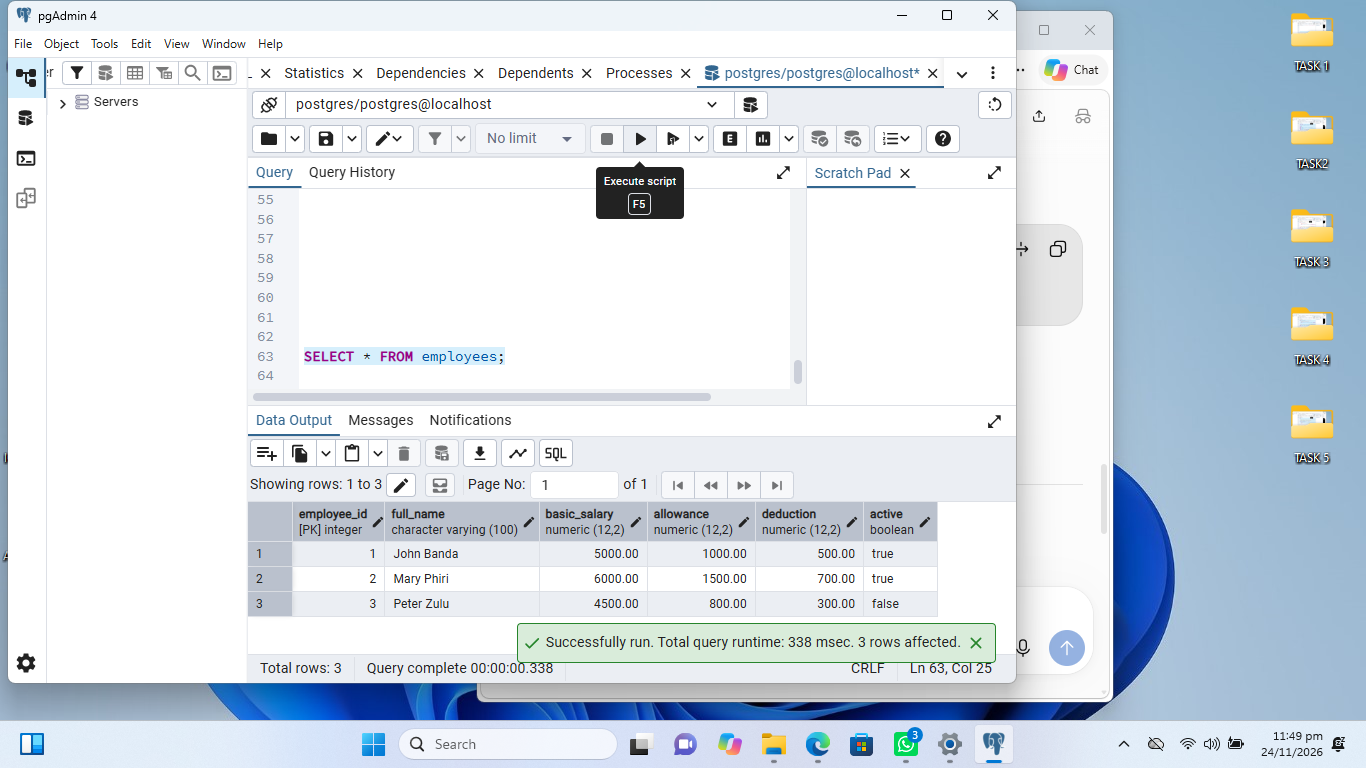 pgAdmin 4
File Object Tools Edit View Window Help
Statistics Dependencies Dependents Processes postgres/postgres@localhost*
Servers
postgres/postgres@localhost
No limit
E
Query Query History
Execute script
F5
Scratch Pad
55
56
57
58
59
60
61
62
63 SELECT * FROM employees;
64
Data Output Messages Notifications
SQL
Showing rows: 1 to 3 Page No: 1 of 1
employee_id full_name basic_salary allowance deduction active
[PK] integer character varying (100) numeric (12,2) numeric (12,2) numeric (12,2) boolean
1 1 John Banda 5000.00 1000.00 500.00 true
2 2 Mary Phiri 6000.00 1500.00 700.00 true
3 3 Peter Zulu 4500.00 800.00 300.00 false
Successfully run. Total query runtime: 338 msec. 3 rows affected.
Total rows: 3 Query complete 00:00:00.338 CRLF Ln 63, Col 25
Chat
TASK 1
TASK2
TASK 3
TASK 4
TASK 5
Search
3
11:49 pm
24/11/2026